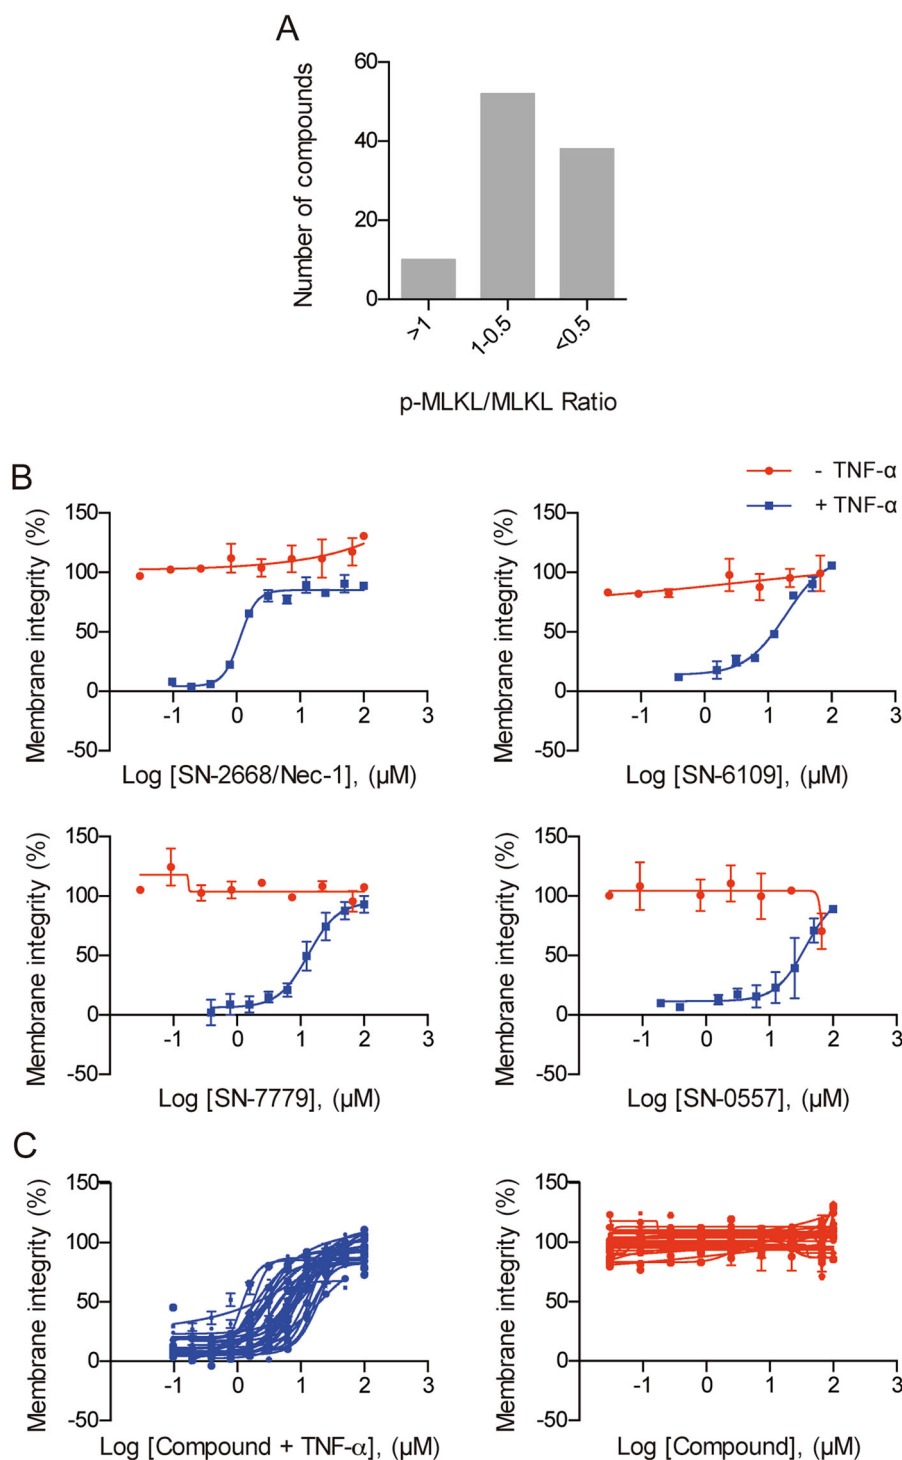 A
Number of compounds
60
40
20
0
>1
1-0.5
<0.5
p-MLKL/MLKL Ratio
B
- TNF-α
+ TNF-α
Membrane integrity (%)
150
100
50
0
-50
-1 0 1 2 3
Log [SN-2668/Nec-1], (µM)
Membrane integrity (%)
150
100
50
0
-50
-1 0 1 2 3
Log [SN-6109], (µM)
Membrane integrity (%)
150
100
50
0
-50
-1 0 1 2 3
Log [SN-7779], (µM)
Membrane integrity (%)
150
100
50
0
-50
-1 0 1 2 3
Log [SN-0557], (µM)
C
Membrane integrity (%)
150
100
50
0
-50
-1 0 1 2 3
Log [Compound + TNF-α], (µM)
Membrane integrity (%)
150
100
50
0
-50
-1 0 1 2 3
Log [Compound], (µM)